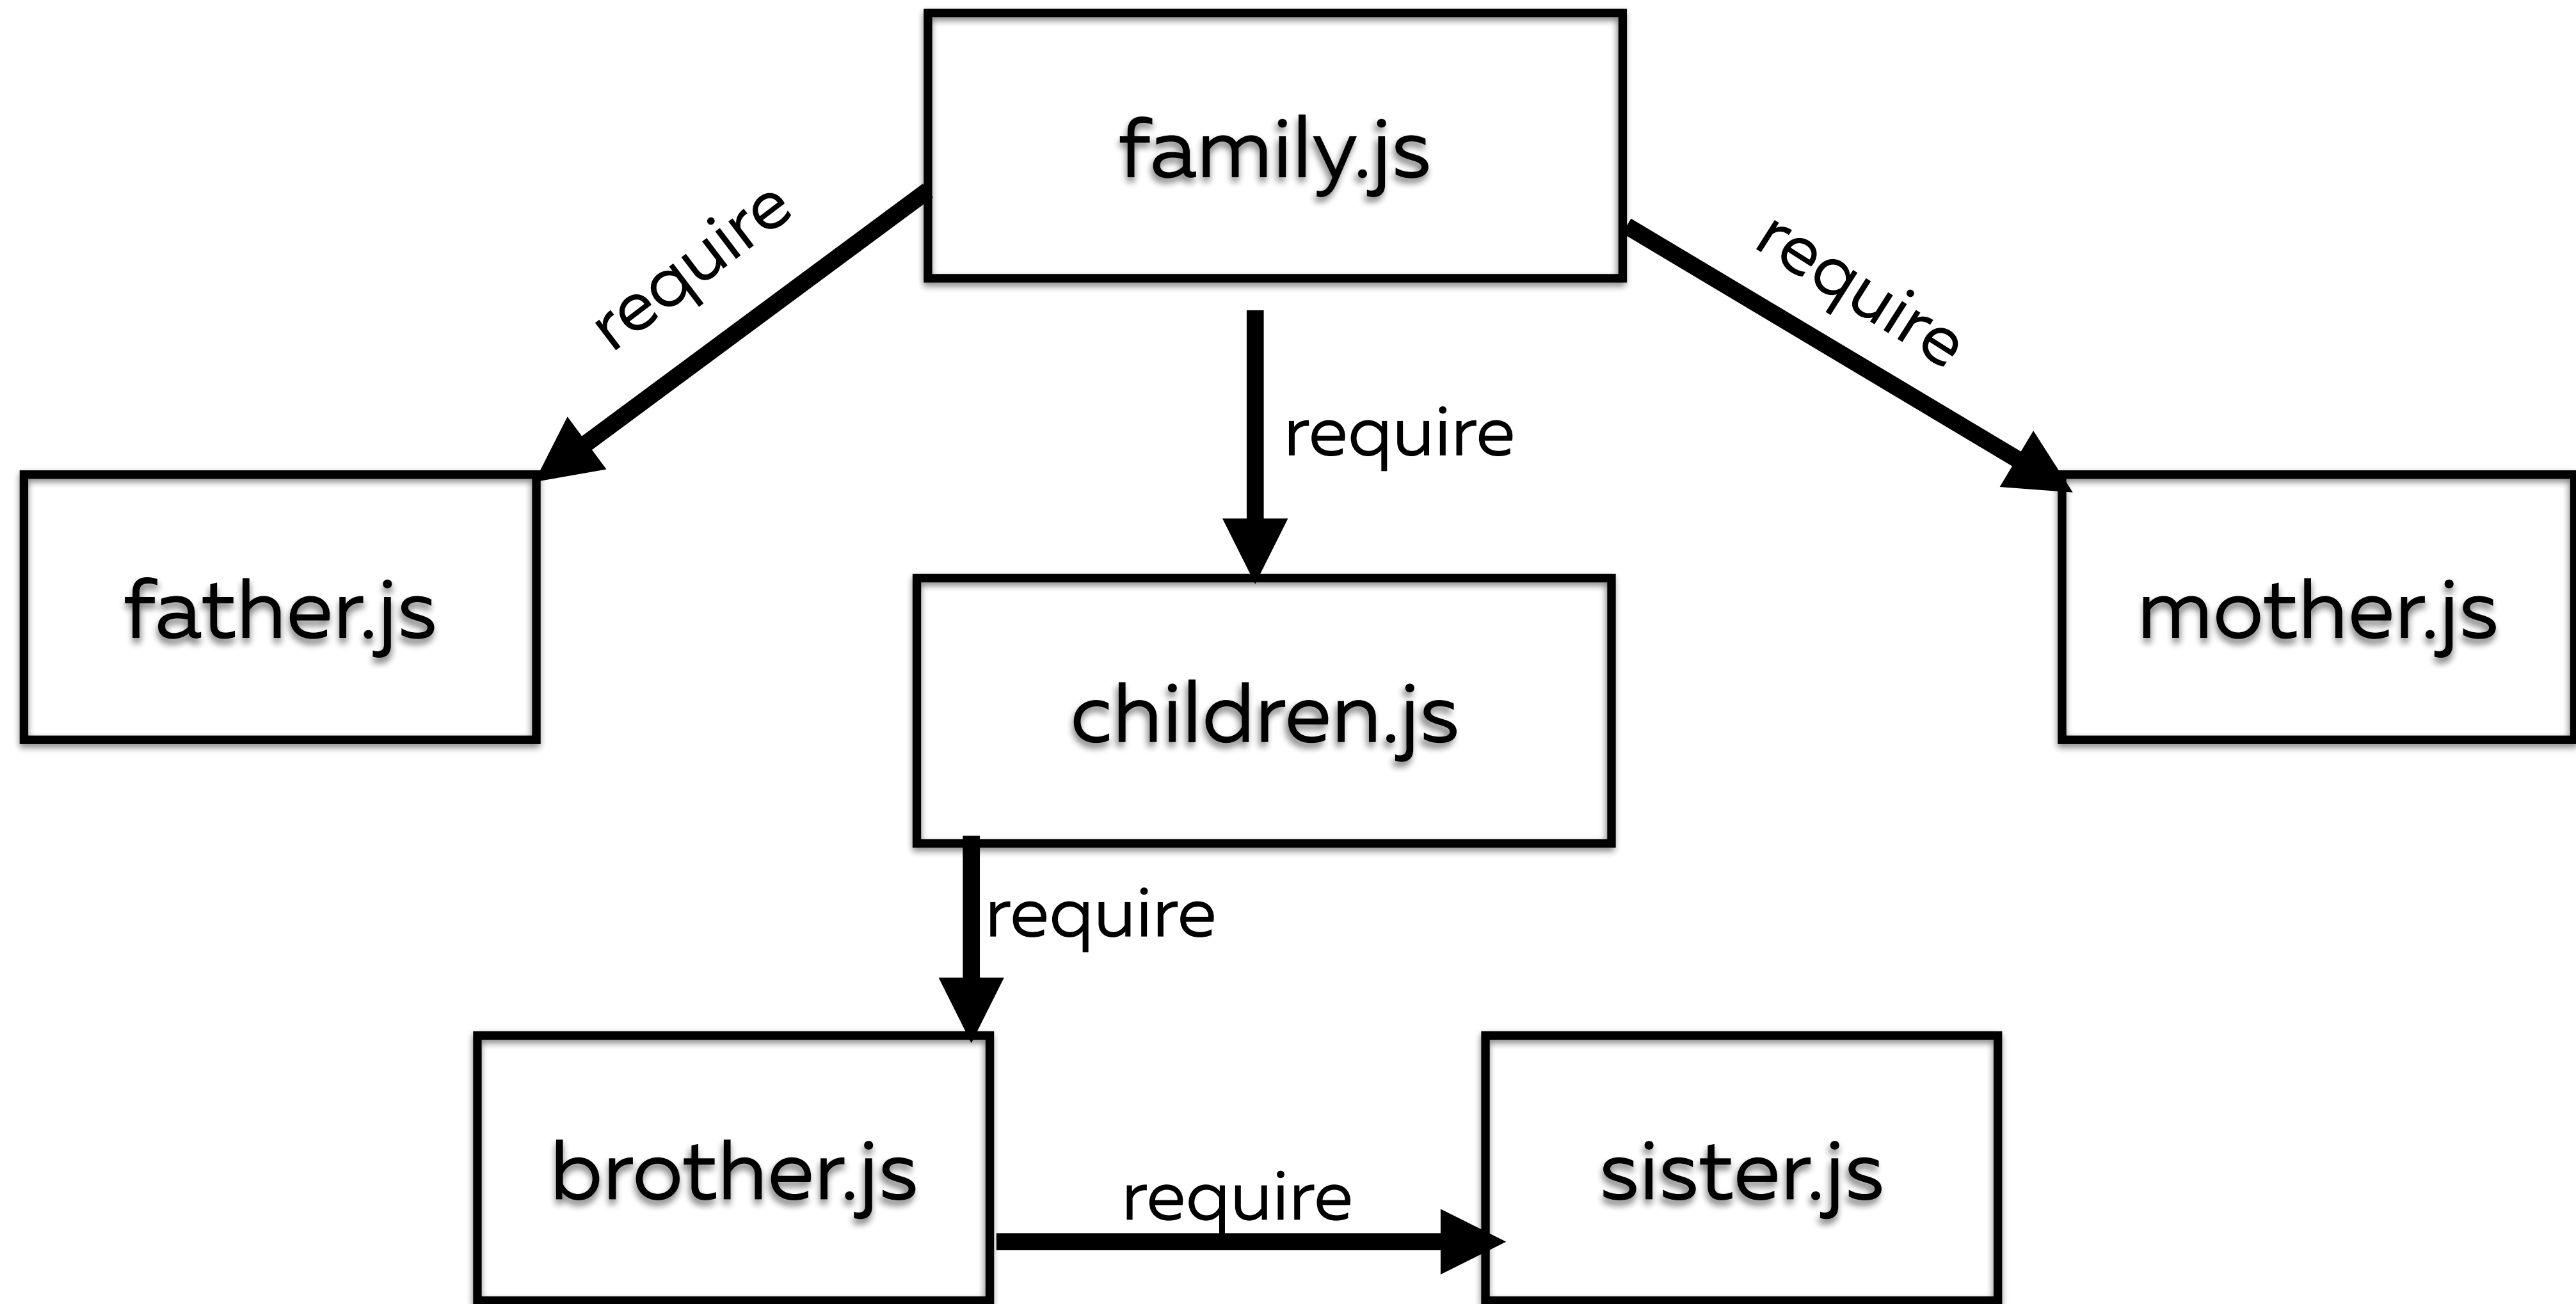 family.js
require
require
require
father.js
children.js
mother.js
require
brother.js
require
sister.js